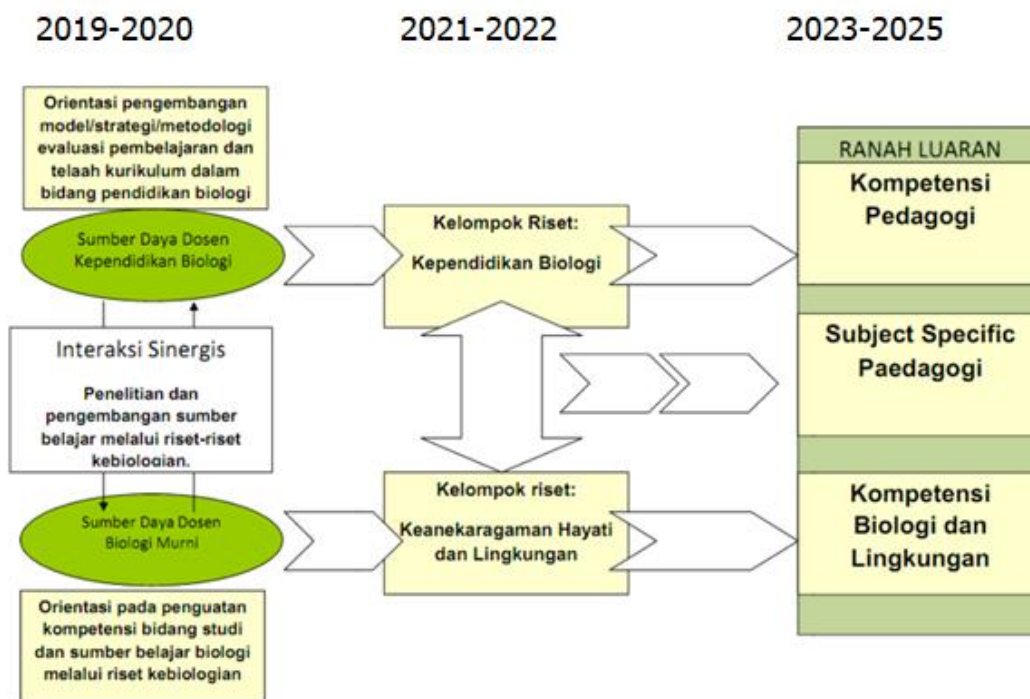 2019-2020
2021-2022
2023-2025
Orientasi pengembangan
model/strategi/metodologi
evaluasi pembelajaran dan
telaah kurikulum dalam
bidang pendidikan biologi
Sumber Daya Dosen
Kependidikan Biologi
Interaksi Sinergis
Penelitian dan
pengembangan sumber
belajar melalui riset-riset
kebiologian.
Sumber Daya Dosen
Biologi Murni
Orientasi pada penguatan
kompetensi bidang studi
dan sumber belajar biologi
melalui riset kebiologian
Kelompok Riset:
Kependidikan Biologi
Kelompok riset:
Keanekaragaman Hayati
dan Lingkungan
RANAH LUARAN
Kompetensi
Pedagogi
Subject Specific
Paedagogi
Kompetensi
Biologi dan
Lingkungan